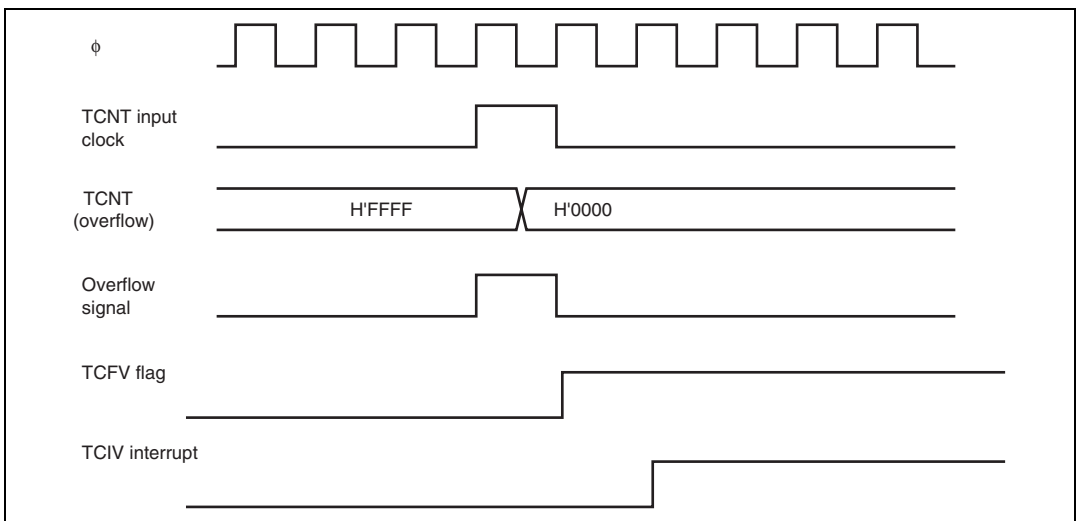 ϕ
TCNT input
clock
TCNT
(overflow)
H'FFFF
H'0000
Overflow
signal
TCFV flag
TCIV interrupt